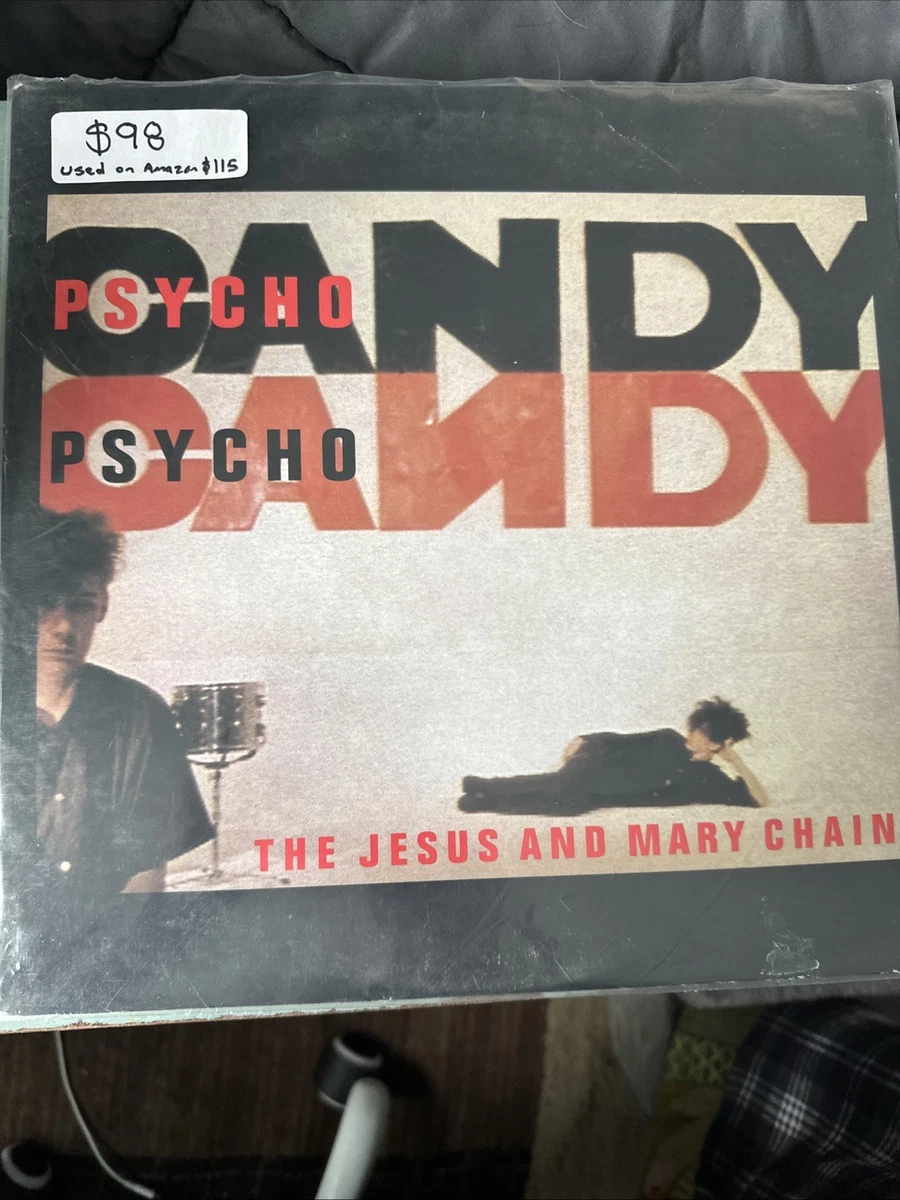 $98
used on Amazon $115
CANDY
PSYCHO
CANDY
PSYCHO
THE JESUS AND MARY CHAIN